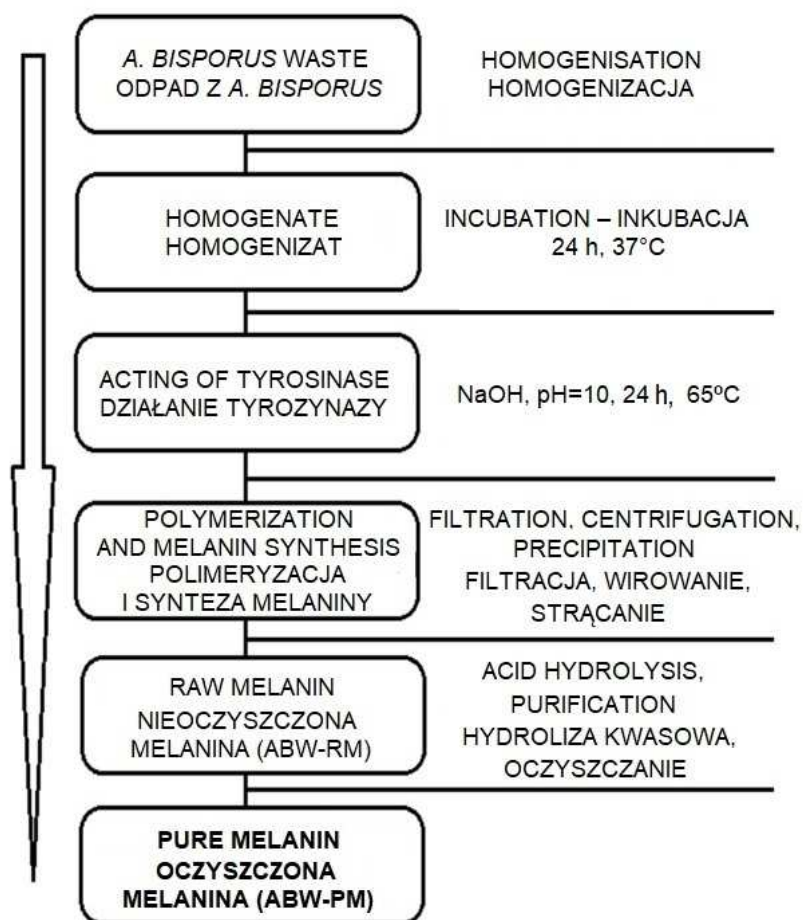 A. BISPORUS WASTE
ODPAD Z A. BISPORUS
HOMOGENISATION
HOMOGENIZACJA
HOMOGENATE
HOMOGENIZAT
INCUBATION – INKUBACJA
24 h, 37°C
ACTING OF TYROSINASE
DZIAŁANIE TYROZYNAZY
NaOH, pH=10, 24 h, 65ºC
POLYMERIZATION
AND MELANIN SYNTHESIS
POLIMERYZACJA
I SYNTEZA MELANINY
FILTRATION, CENTRIFUGATION,
PRECIPITATION
FILTRACJA, WIROWANIE,
STRĄCANIE
RAW MELANIN
NIEOCZYSZCZONA
MELANINA (ABW-RM)
ACID HYDROLYSIS,
PURIFICATION
HYDROLIZA KWASOWA,
OCZYSZCZANIE
PURE MELANIN
OCZYSZCZONA
MELANINA (ABW-PM)